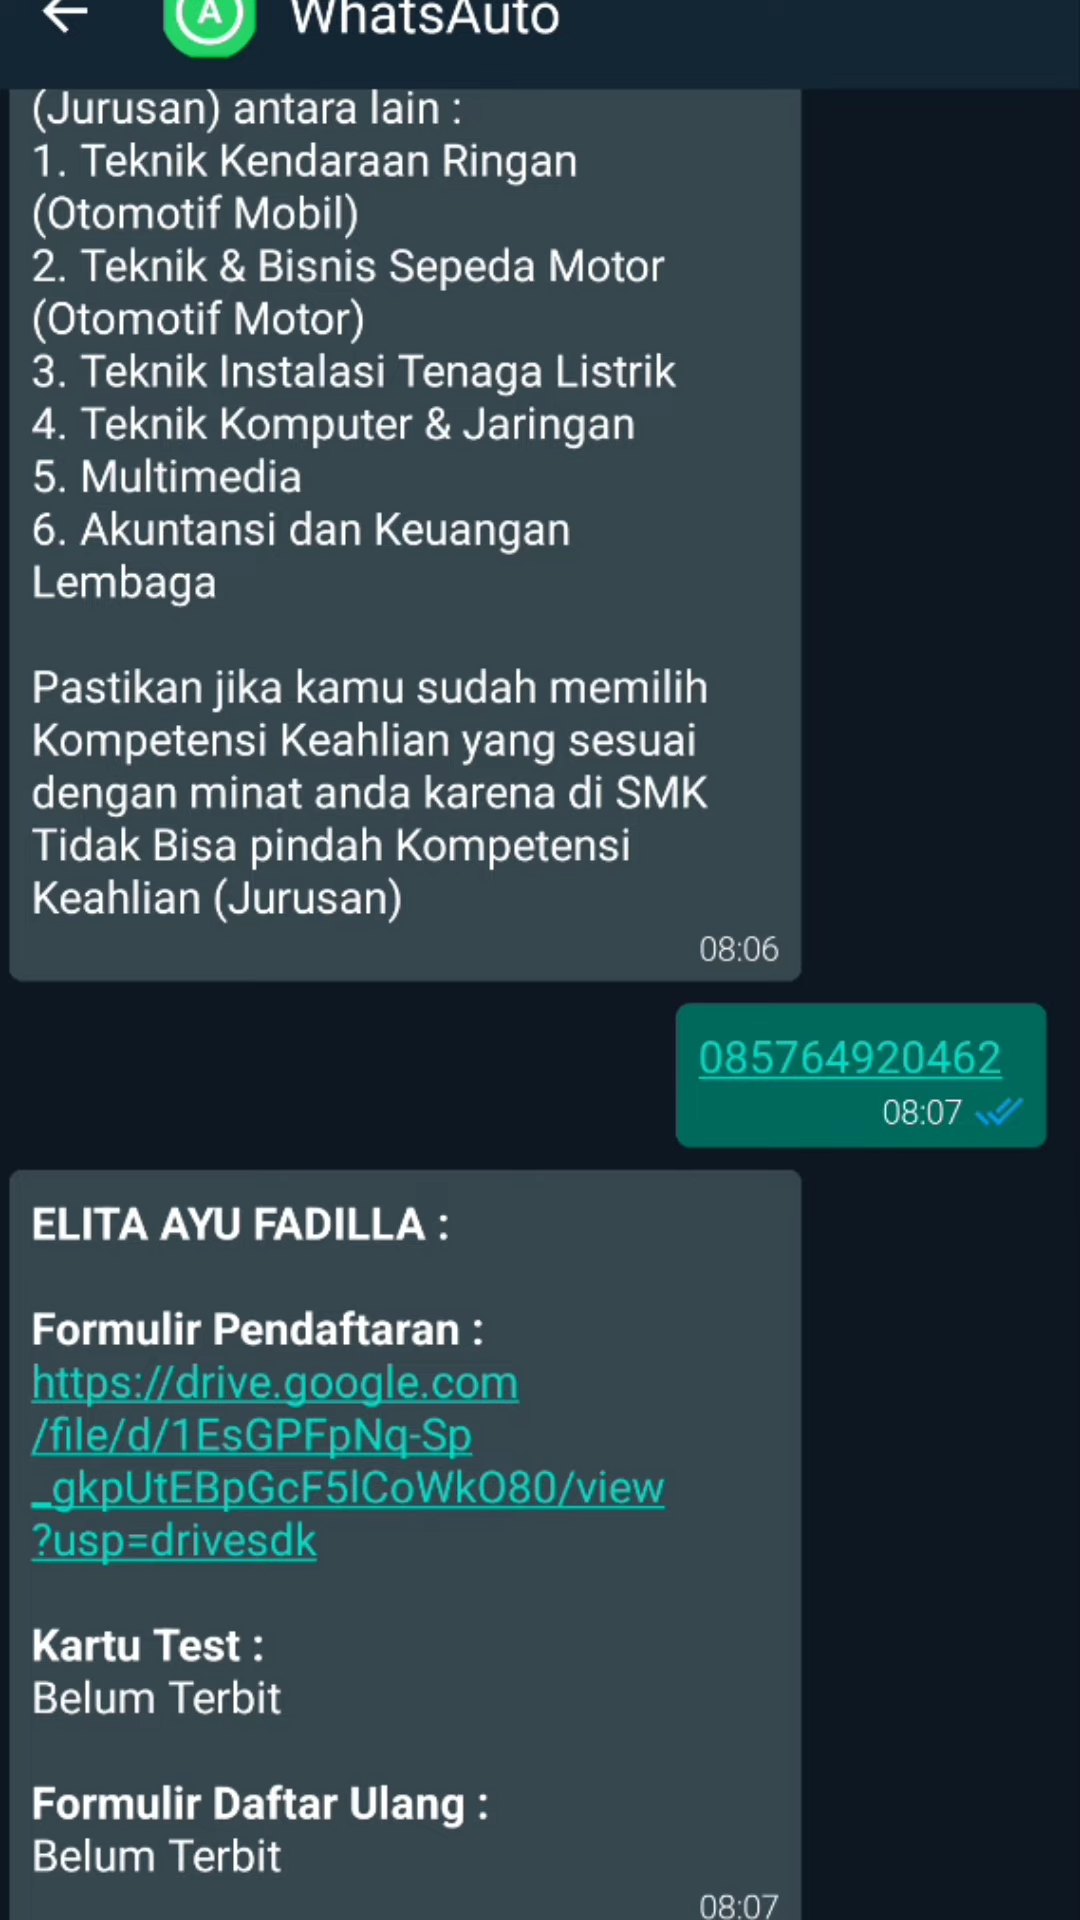 WhatsAuto
(Jurusan) antara lain :
1. Teknik Kendaraan Ringan
(Otomotif Mobil)
2. Teknik & Bisnis Sepeda Motor
(Otomotif Motor)
3. Teknik Instalasi Tenaga Listrik
4. Teknik Komputer & Jaringan
5. Multimedia
6. Akuntansi dan Keuangan
Lembaga
Pastikan jika kamu sudah memilih
Kompetensi Keahlian yang sesuai
dengan minat anda karena di SMK
Tidak Bisa pindah Kompetensi
Keahlian (Jurusan)
08:06
085764920462
08:07
ELITA AYU FADILLA :
Formulir Pendaftaran :
https://drive.google.com
/file/d/1EsGPFpNq-Sp
_gkpUtEBpGcF5lCoWkO80/view
?usp=drivesdk
Kartu Test :
Belum Terbit
Formulir Daftar Ulang :
Belum Terbit
08:07